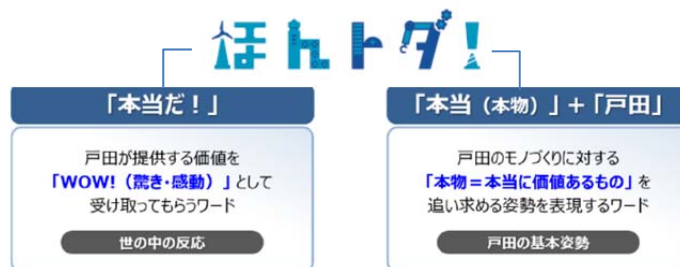 ほんトダ!
「本当だ！」
戸田が提供する価値を
「WOW!（驚き・感動）」として
受け取ってもらうワード
世の中の反応
「本当（本物）」＋「戸田」
戸田のモノづくりに対する
「本物＝本当に価値あるもの」を
追い求める姿勢を表現するワード
戸田の基本姿勢